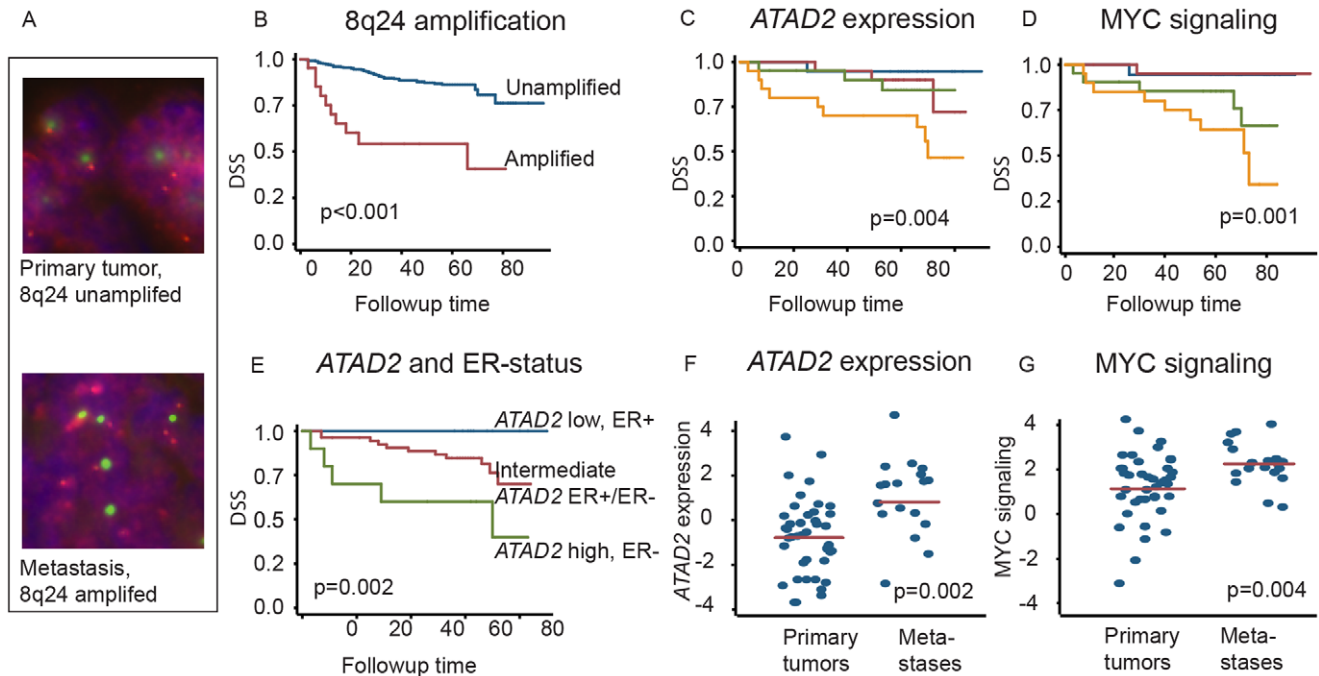 A
Primary tumor,
8q24 unamplifed
Metastasis,
8q24 amplifed
B
8q24 amplification
1.0
0.7
0.5
0.2
0.0
DSS
Unamplified
Amplified
p<0.001
0 20 40 60 80
Followup time
C
ATAD2 expression
1.0
0.7
0.5
0.2
0.0
DSS
p=0.004
0 20 40 60 80
Followup time
D
MYC signaling
1.0
0.7
0.5
0.2
0.0
DSS
p=0.001
0 20 40 60 80
Followup time
E
ATAD2 and ER-status
1.0
0.7
0.5
0.2
0.0
DSS
ATAD2 low, ER+
Intermediate
ATAD2 ER+/ER-
ATAD2 high, ER-
p=0.002
0 20 40 60 80
Followup time
F
ATAD2 expression
4
2
0
-2
-4
ATAD2 expression
p=0.002
Primary
tumors
Meta-
stases
G
MYC signaling
4
2
0
-2
-4
MYC signaling
p=0.004
Primary
tumors
Meta-
stases